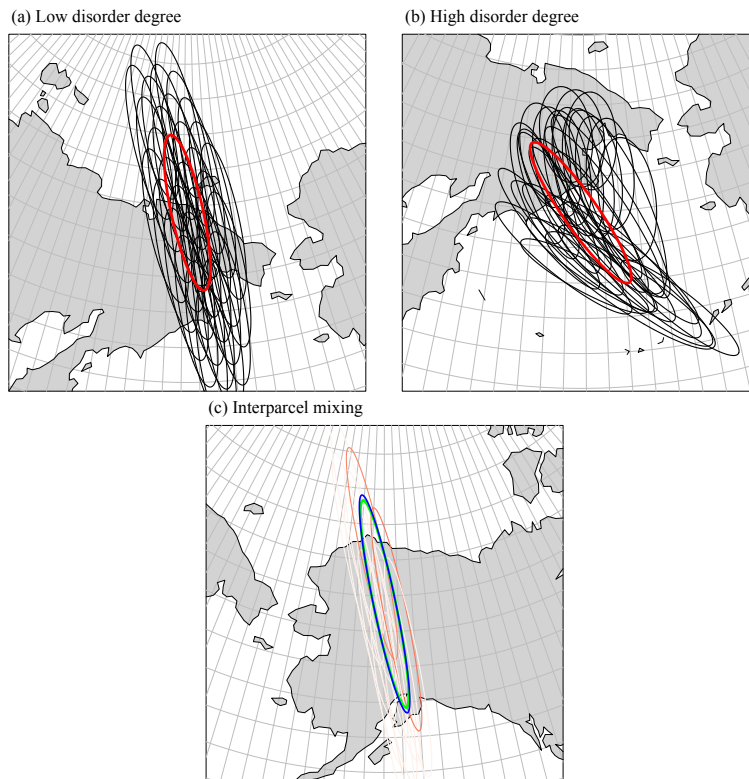 (a) Low disorder degree
(b) High disorder degree
(c) Interparcel mixing